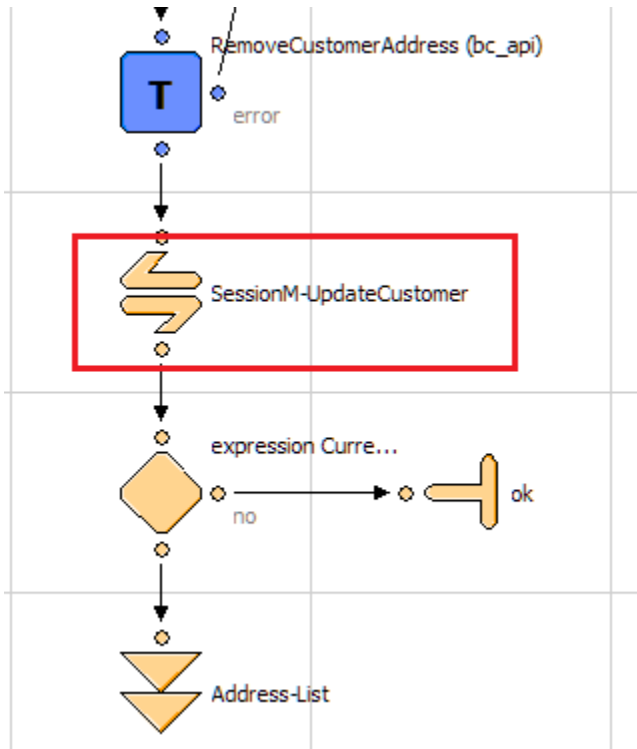 RemoveCustomerAddress (bc_api)
T
error
SessionM-UpdateCustomer
expression Curre...
no
ok
Address-List